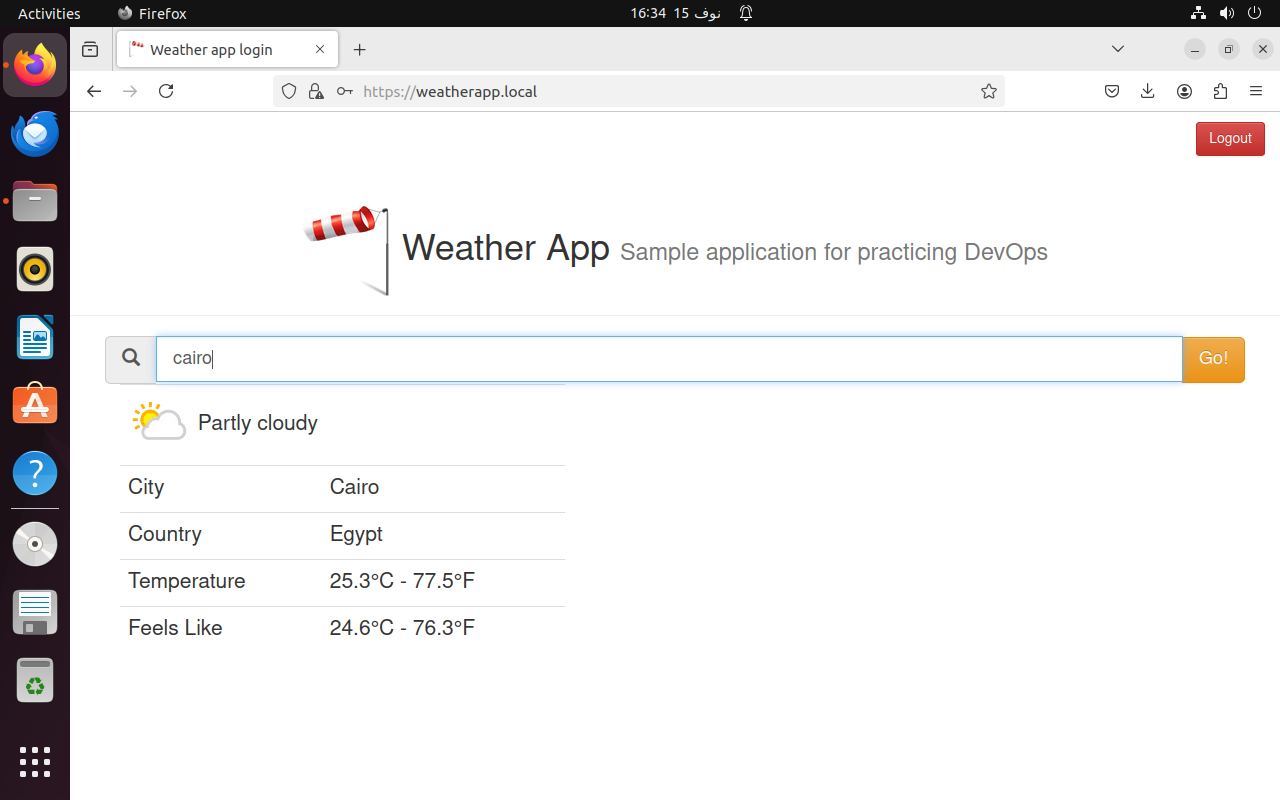 Activities Firefox 16:34 15 نوف
Weather app login
https://weatherapp.local
Logout
Weather App Sample application for practicing DevOps
cairo Go!
Partly cloudy
City Cairo
Country Egypt
Temperature 25.3°C - 77.5°F
Feels Like 24.6°C - 76.3°F